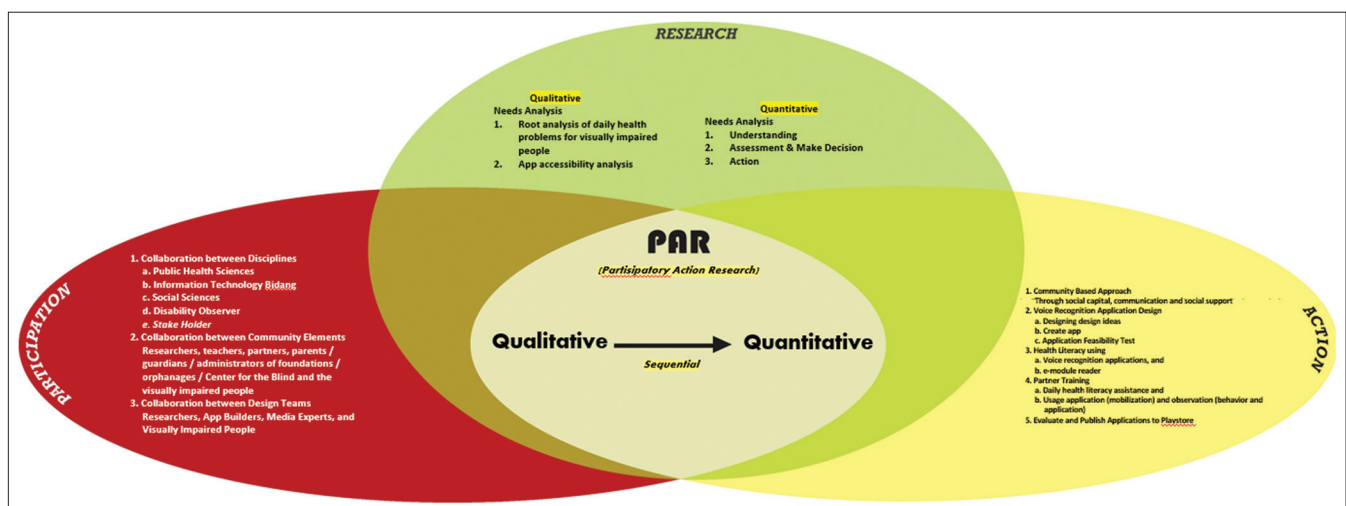 RESEARCH
Qualitative
Needs Analysis
1. Root analysis of daily health
problems for visually impaired
people
2. App accessibility analysis
Quantitative
Needs Analysis
1. Understanding
2. Assessment & Make Decision
3. Action
PARTICIPATION
1. Collaboration between Disciplines
a. Public Health Sciences
b. Information Technology Bidang
c. Social Sciences
d. Disability Observer
e. Stake Holder
2. Collaboration between Community Elements
Researchers, teachers, partners, parents /
guardians / administrators of foundations /
orphanages / Center for the Blind and the
visually impaired people
3. Collaboration between Design Teams
Researchers, App Builders, Media Experts, and
Visually Impaired People
PAR
(Partisipatory Action Research)
Qualitative
Quantitative
Sequential
ACTION
1. Community Based Approach
Through social capital, communication and social support
2. Voice Recognition Application Design
a. Designing design ideas
b. Create app
c. Application Feasibility Test
3. Health Literacy using
a. Voice recognition applications, and
b. e-module reader
4. Partner Training
a. Daily health literacy assistance and
b. Usage application (mobilization) and observation (behavior and
application)
5. Evaluate and Publish Applications to Playstore